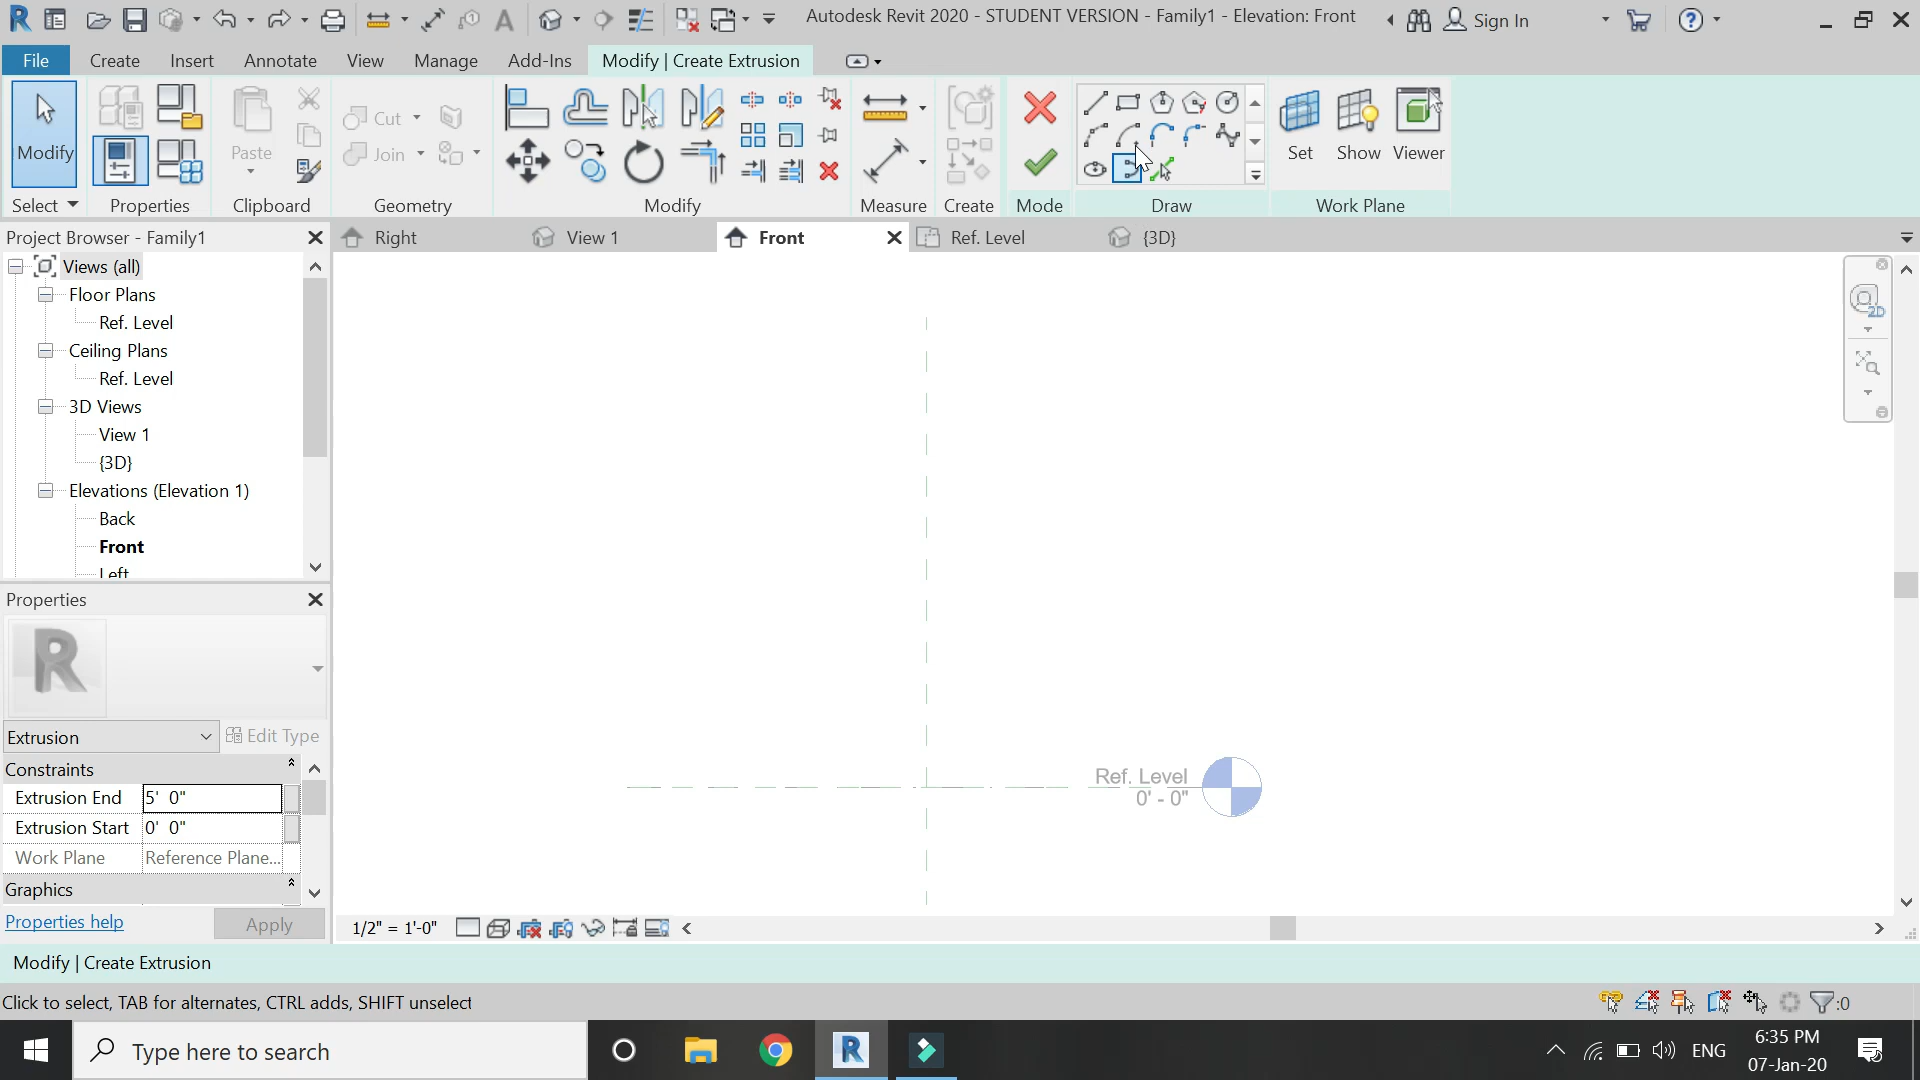 Autodesk Revit 2020 - STUDENT VERSION - Family1 - Elevation: Front
Sign In
File
Create
Insert
Annotate
View
Manage
Add-Ins
Modify | Create Extrusion
Modify
Paste
Cut
Join
Set
Show
Viewer
Select
Properties
Clipboard
Geometry
Modify
Measure
Create
Mode
Draw
Work Plane
Project Browser - Family1
Right
View 1
Front
Ref. Level
{3D}
Views (all)
Floor Plans
Ref. Level
Ceiling Plans
Ref. Level
3D Views
View 1
{3D}
Elevations (Elevation 1)
Back
Front
Left
Properties
R
Extrusion
Edit Type
Constraints
Extrusion End 5' 0"
Extrusion Start 0' 0"
Work Plane Reference Plane...
Graphics
Properties help
Apply
Ref. Level
0' - 0"
2D
1/2" = 1'-0"
Modify | Create Extrusion
Click to select, TAB for alternates, CTRL adds, SHIFT unselect
:0
Type here to search
ENG
6:35 PM
07-Jan-20